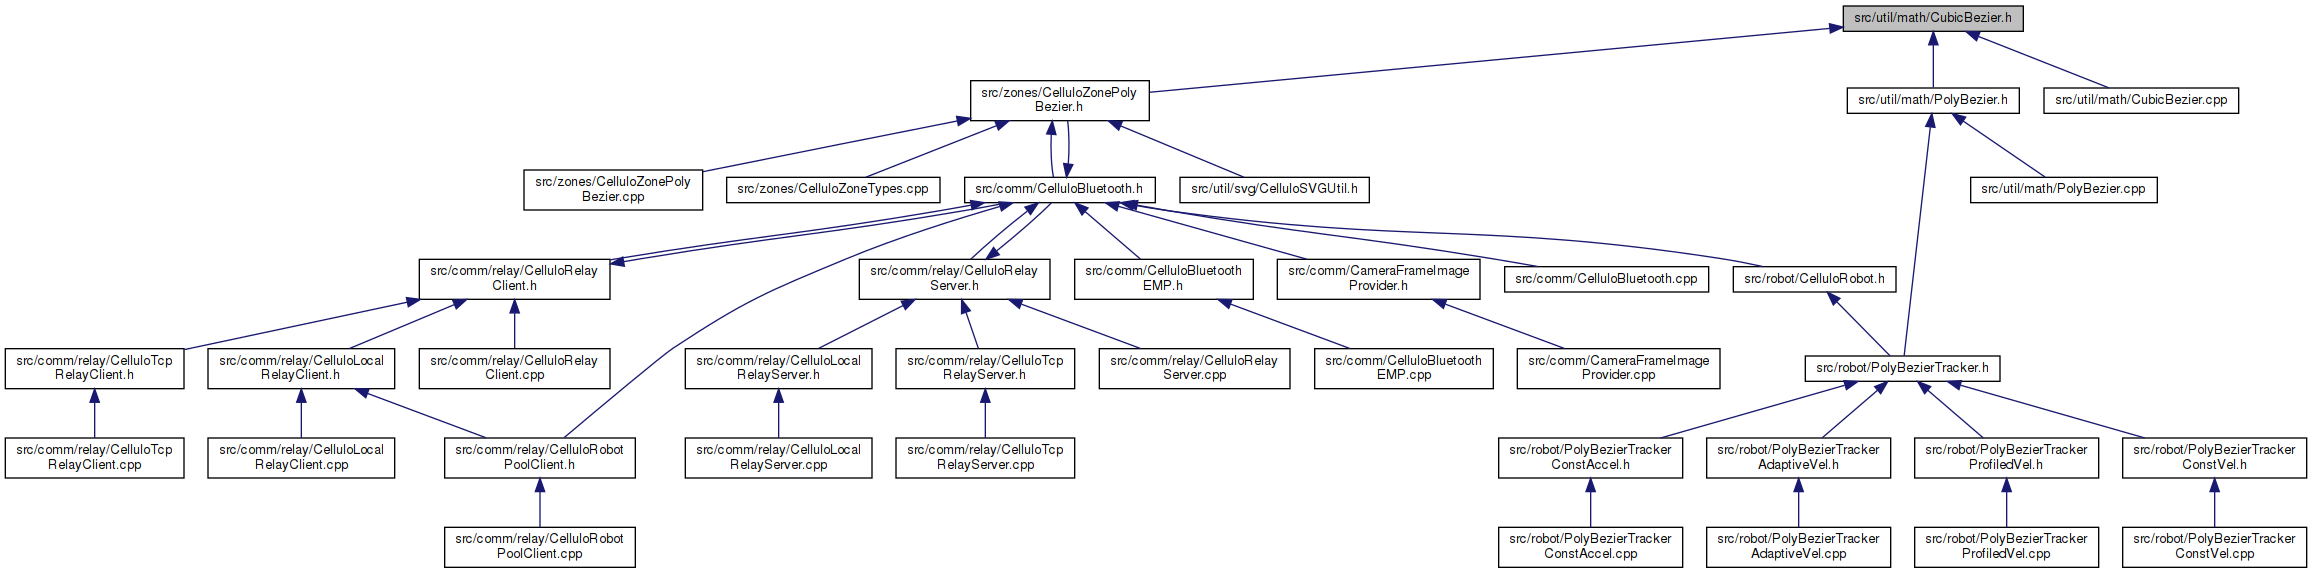 src/util/math/CubicBezier.h
src/zones/CelluloZonePoly
Bezier.h
src/util/math/PolyBezier.h
src/util/math/CubicBezier.cpp
src/zones/CelluloZonePoly
Bezier.cpp
src/zones/CelluloZoneTypes.cpp
src/comm/CelluloBluetooth.h
src/util/svg/CelluloSVGUtil.h
src/util/math/PolyBezier.cpp
src/comm/relay/CelluloRelay
Client.h
src/comm/relay/CelluloRelay
Server.h
src/comm/CelluloBluetooth
EMP.h
src/comm/CameraFrameImage
Provider.h
src/comm/CelluloBluetooth.cpp
src/robot/CelluloRobot.h
src/comm/relay/CelluloTcp
RelayClient.h
src/comm/relay/CelluloLocal
RelayClient.h
src/comm/relay/CelluloRelay
Client.cpp
src/comm/relay/CelluloLocal
RelayServer.h
src/comm/relay/CelluloTcp
RelayServer.h
src/comm/relay/CelluloRelay
Server.cpp
src/comm/CelluloBluetooth
EMP.cpp
src/comm/CameraFrameImage
Provider.cpp
src/robot/PolyBezierTracker.h
src/comm/relay/CelluloTcp
RelayClient.cpp
src/comm/relay/CelluloLocal
RelayClient.cpp
src/comm/relay/CelluloRobot
PoolClient.h
src/comm/relay/CelluloLocal
RelayServer.cpp
src/comm/relay/CelluloTcp
RelayServer.cpp
src/robot/PolyBezierTracker
ConstAccel.h
src/robot/PolyBezierTracker
AdaptiveVel.h
src/robot/PolyBezierTracker
ProfiledVel.h
src/robot/PolyBezierTracker
ConstVel.h
src/comm/relay/CelluloRobot
PoolClient.cpp
src/robot/PolyBezierTracker
ConstAccel.cpp
src/robot/PolyBezierTracker
AdaptiveVel.cpp
src/robot/PolyBezierTracker
ProfiledVel.cpp
src/robot/PolyBezierTracker
ConstVel.cpp